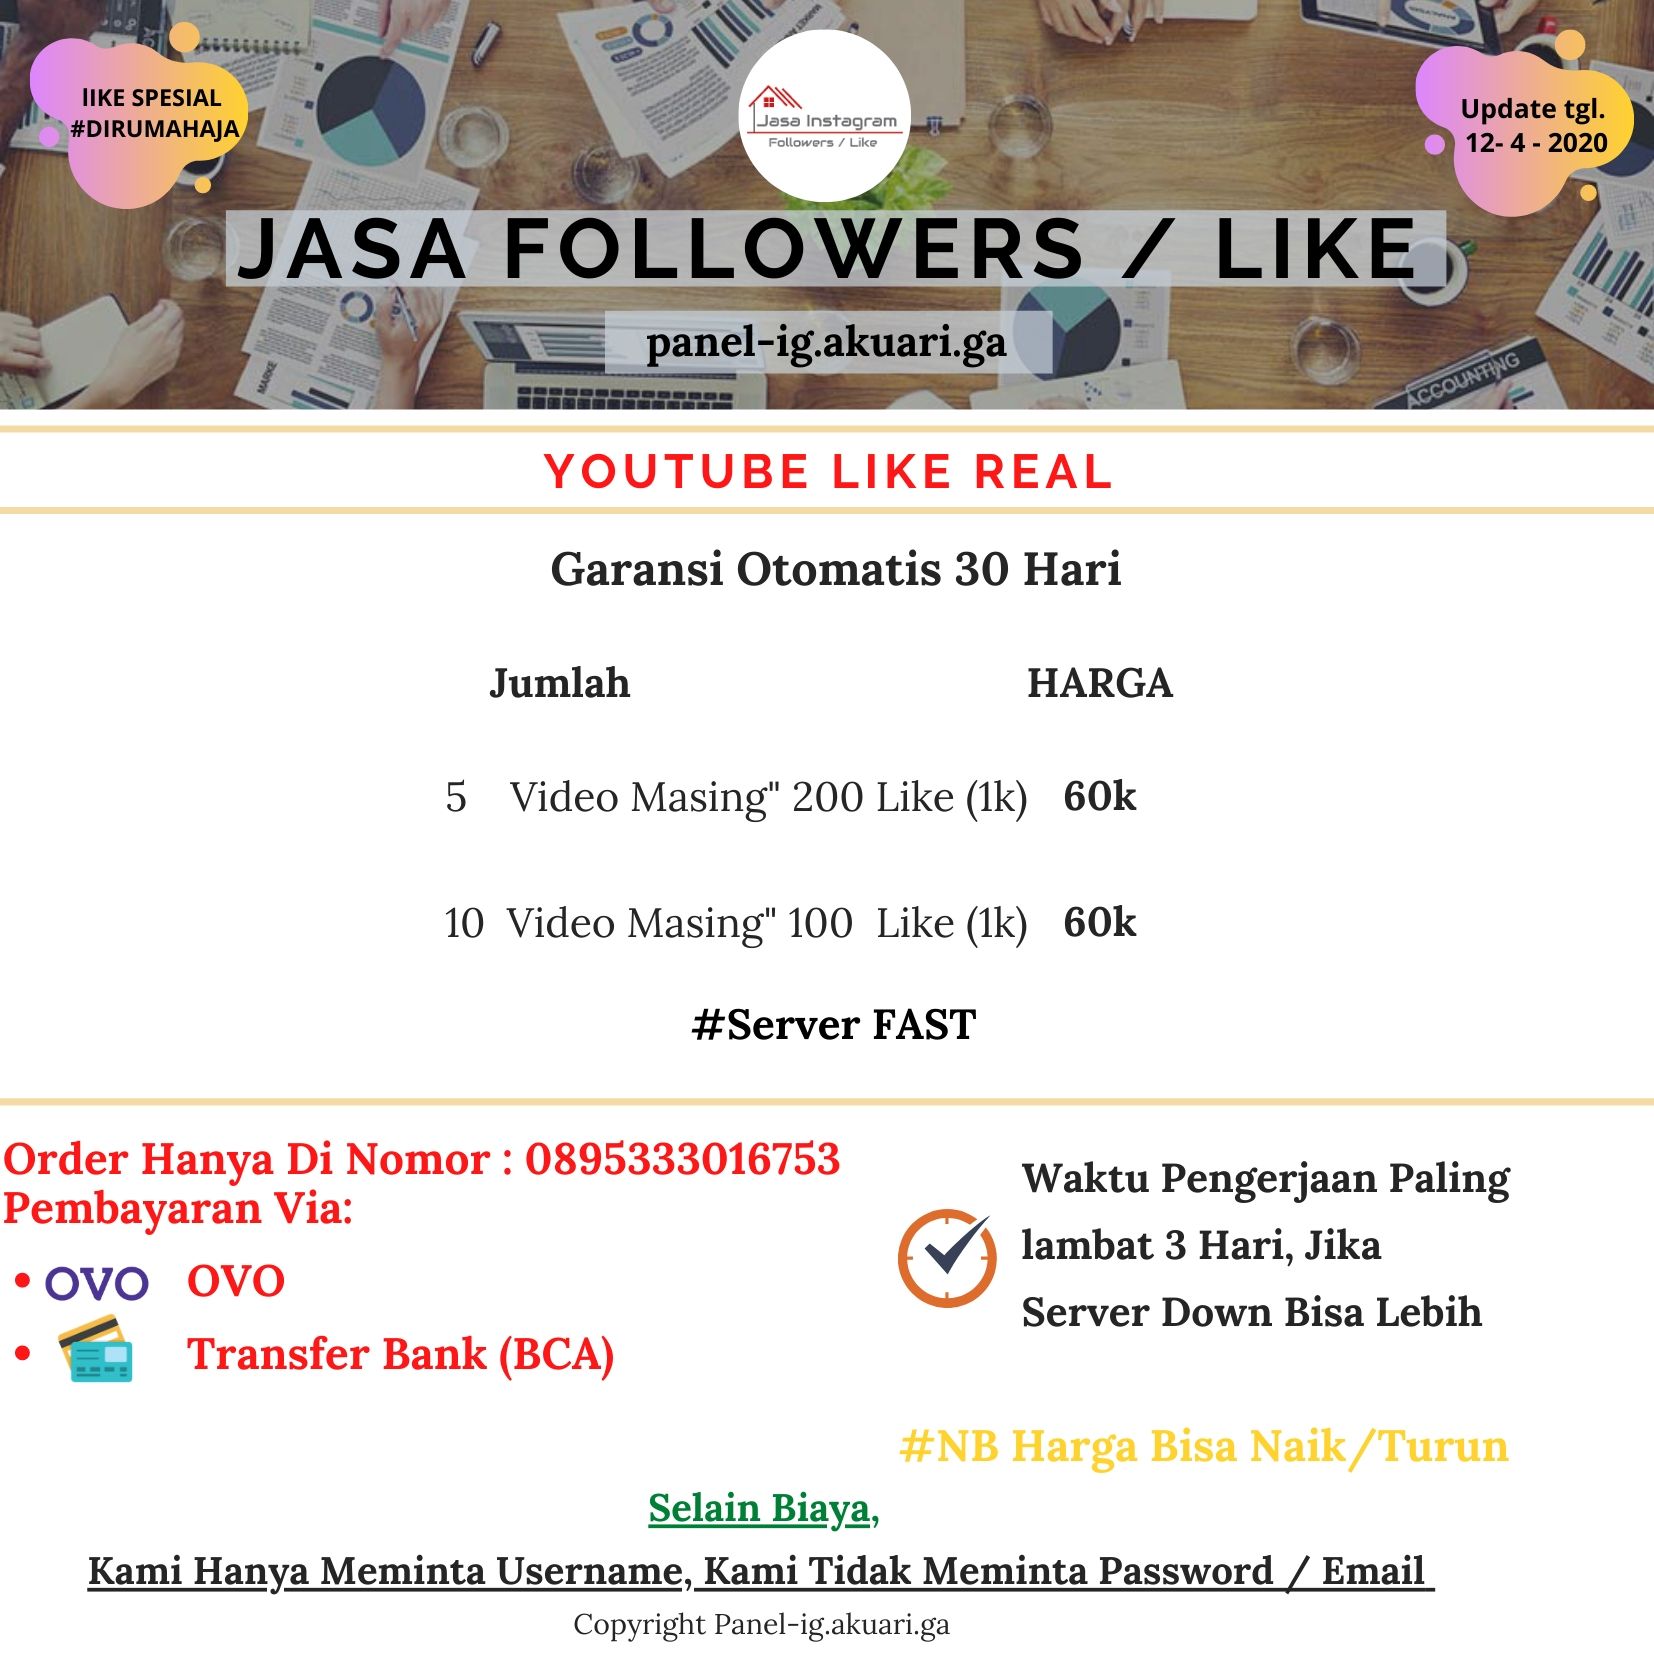 lIKE SPESIAL
#DIRUMAHAJA
Jasa Instagram
Followers / Like
Update tgl.
12- 4 - 2020
JASA FOLLOWERS / LIKE
panel-ig.akuari.ga
MARKE
ACCOUNTING
YOUTUBE LIKE REAL
Garansi Otomatis 30 Hari
Jumlah HARGA
5 Video Masing" 200 Like (1k) 60k
10 Video Masing" 100 Like (1k) 60k
#Server FAST
Order Hanya Di Nomor : 0895333016753
Pembayaran Via:
• OVO OVO
• Transfer Bank (BCA)
Waktu Pengerjaan Paling
lambat 3 Hari, Jika
Server Down Bisa Lebih
#NB Harga Bisa Naik/Turun
Selain Biaya,
Kami Hanya Meminta Username, Kami Tidak Meminta Password / Email
Copyright Panel-ig.akuari.ga